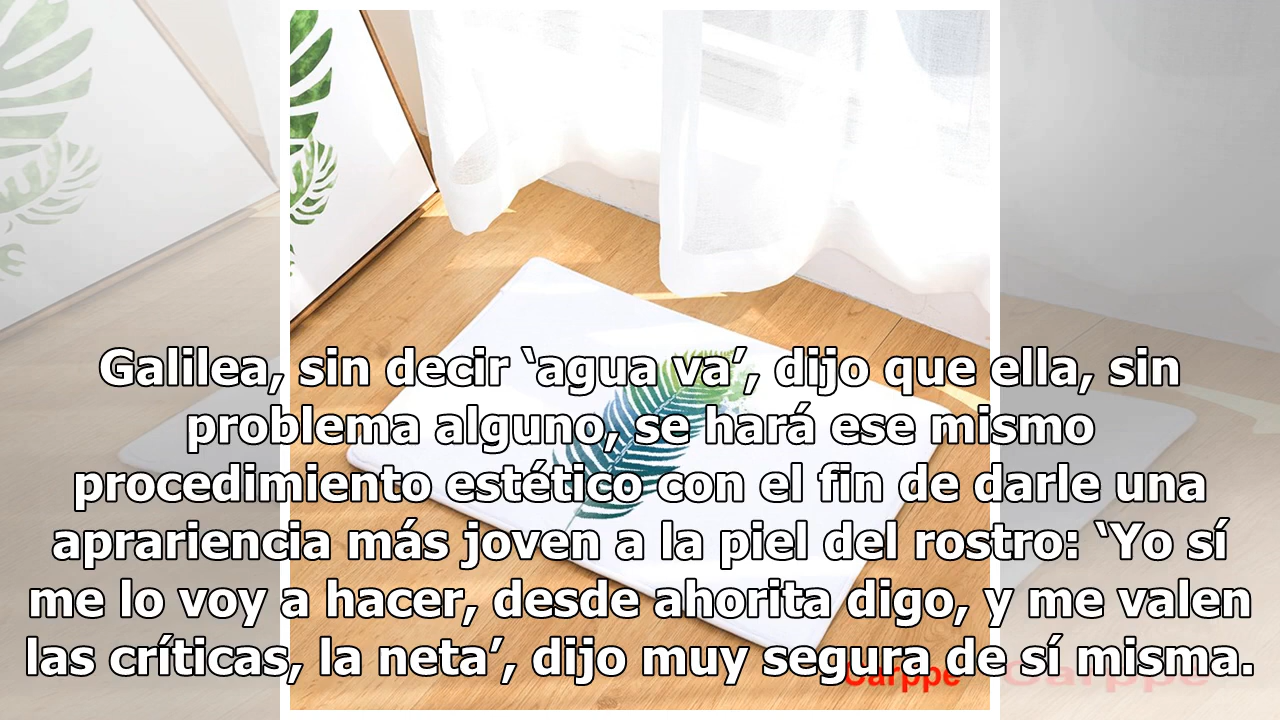 Galilea, sin decir ‘agua va’, dijo que ella, sin
problema alguno, se hará ese mismo
procedimiento estético con el fin de darle una
aprariencia más joven a la piel del rostro: ‘Yo sí
me lo voy a hacer, desde ahorita digo, y me valen
las críticas, la neta’, dijo muy segura de sí misma.
Carppe
Carppe